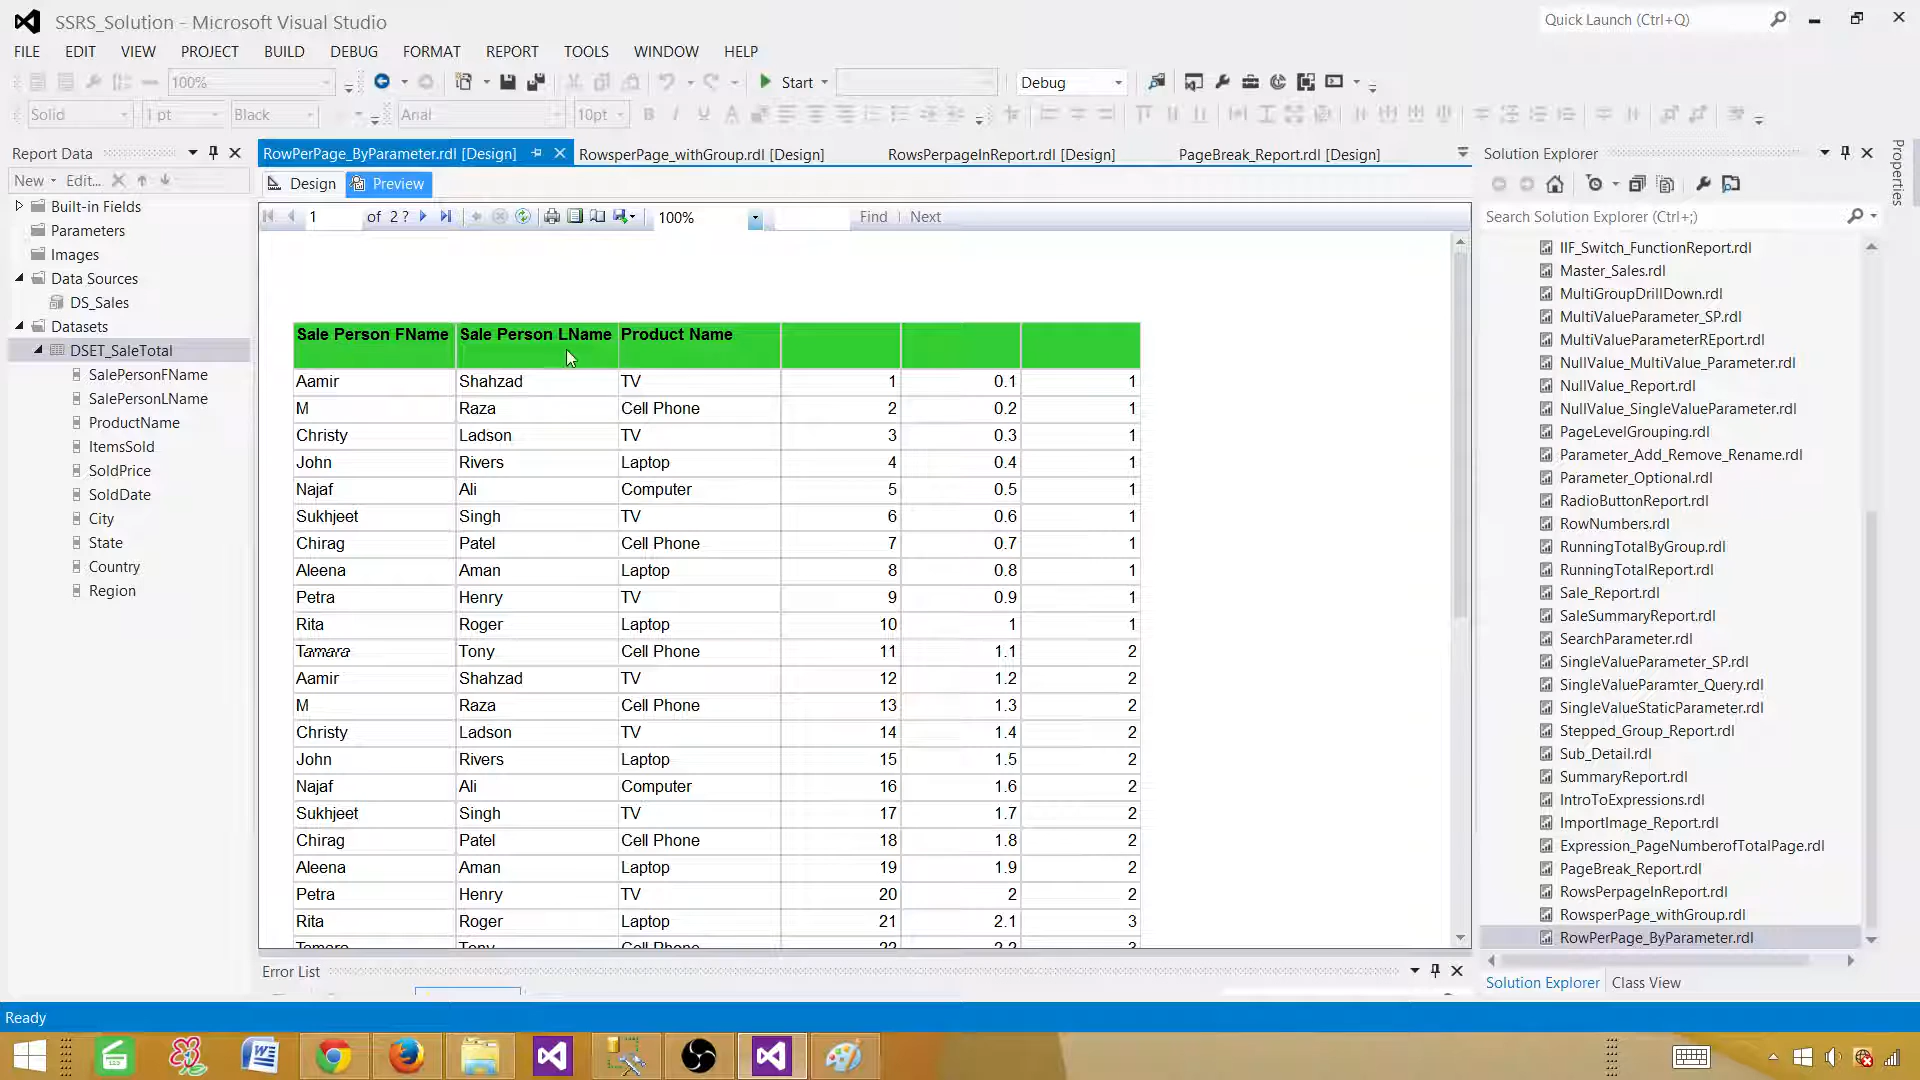 SSRS_Solution - Microsoft Visual Studio
Quick Launch (Ctrl+Q)
FILE EDIT VIEW PROJECT BUILD DEBUG FORMAT REPORT TOOLS WINDOW HELP
100% Start Debug
Solid 1 pt Black Arial 10pt B I U A
Report Data
New Edit...
Built-in Fields
Parameters
Images
Data Sources
DS_Sales
Datasets
DSET_SaleTotal
SalePersonFName
SalePersonLName
ProductName
ItemsSold
SoldPrice
SoldDate
City
State
Country
Region
RowPerPage_ByParameter.rdl [Design] RowsperPage_withGroup.rdl [Design] RowsPerpageInReport.rdl [Design] PageBreak_Report.rdl [Design]
Design Preview
1 of 2 ? 100% Find Next
Sale Person FName Sale Person LName Product Name
Aamir Shahzad TV 1 0.1 1
M Raza Cell Phone 2 0.2 1
Christy Ladson TV 3 0.3 1
John Rivers Laptop 4 0.4 1
Najaf Ali Computer 5 0.5 1
Sukhjeet Singh TV 6 0.6 1
Chirag Patel Cell Phone 7 0.7 1
Aleena Aman Laptop 8 0.8 1
Petra Henry TV 9 0.9 1
Rita Roger Laptop 10 1 1
Tamara Tony Cell Phone 11 1.1 2
Aamir Shahzad TV 12 1.2 2
M Raza Cell Phone 13 1.3 2
Christy Ladson TV 14 1.4 2
John Rivers Laptop 15 1.5 2
Najaf Ali Computer 16 1.6 2
Sukhjeet Singh TV 17 1.7 2
Chirag Patel Cell Phone 18 1.8 2
Aleena Aman Laptop 19 1.9 2
Petra Henry TV 20 2 2
Rita Roger Laptop 21 2.1 3
Tamara Tony Cell Phone 22 2.2 3
Error List
Solution Explorer
Search Solution Explorer (Ctrl+;)
IIF_Switch_FunctionReport.rdl
Master_Sales.rdl
MultiGroupDrillDown.rdl
MultiValueParameter_SP.rdl
MultiValueParameterREport.rdl
NullValue_MultiValue_Parameter.rdl
NullValue_Report.rdl
NullValue_SingleValueParameter.rdl
PageLevelGrouping.rdl
Parameter_Add_Remove_Rename.rdl
Parameter_Optional.rdl
RadioButtonReport.rdl
RowNumbers.rdl
RunningTotalByGroup.rdl
RunningTotalReport.rdl
Sale_Report.rdl
SaleSummaryReport.rdl
SearchParameter.rdl
SingleValueParameter_SP.rdl
SingleValueParamter_Query.rdl
SingleValueStaticParameter.rdl
Stepped_Group_Report.rdl
Sub_Detail.rdl
SummaryReport.rdl
IntroToExpressions.rdl
ImportImage_Report.rdl
Expression_PageNumberofTotalPage.rdl
PageBreak_Report.rdl
RowsPerpageInReport.rdl
RowsperPage_withGroup.rdl
RowPerPage_ByParameter.rdl
Solution Explorer Class View
Properties
Ready